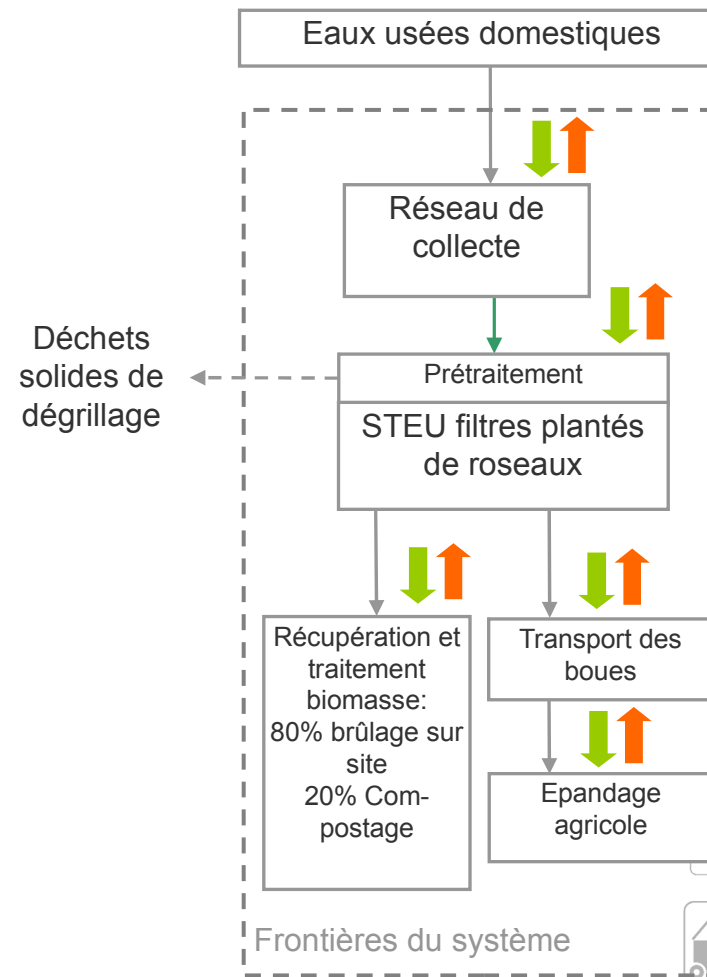 Eaux usées domestiques
Réseau de
collecte
Déchets
solides de
dégrillage
Prétraitement
STEU filtres plantés
de roseaux
Récupération et
traitement
biomasse:
80% brûlage sur
site
20% Com-
postage
Transport des
boues
Epandage
agricole
Frontières du système